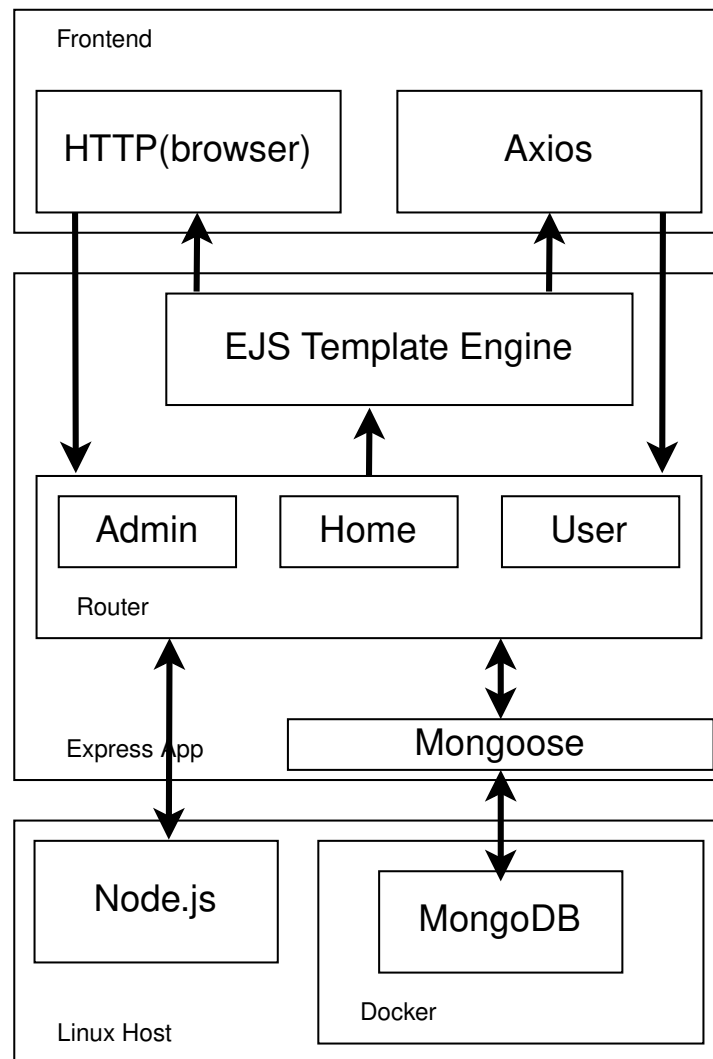 Frontend
HTTP(browser)
Axios
EJS Template Engine
Admin
Home
User
Router
Express App
Mongoose
Node.js
MongoDB
Docker
Linux Host